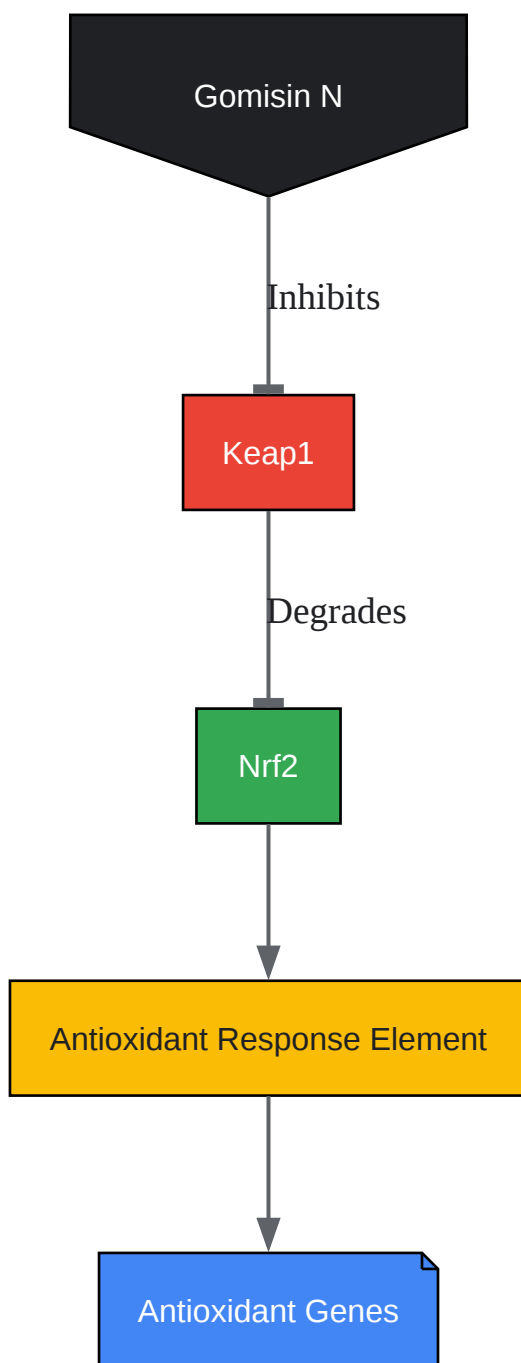 Gomisin N
Inhibits
Keap1
Degrades
Nrf2
Antioxidant Response Element
Antioxidant Genes